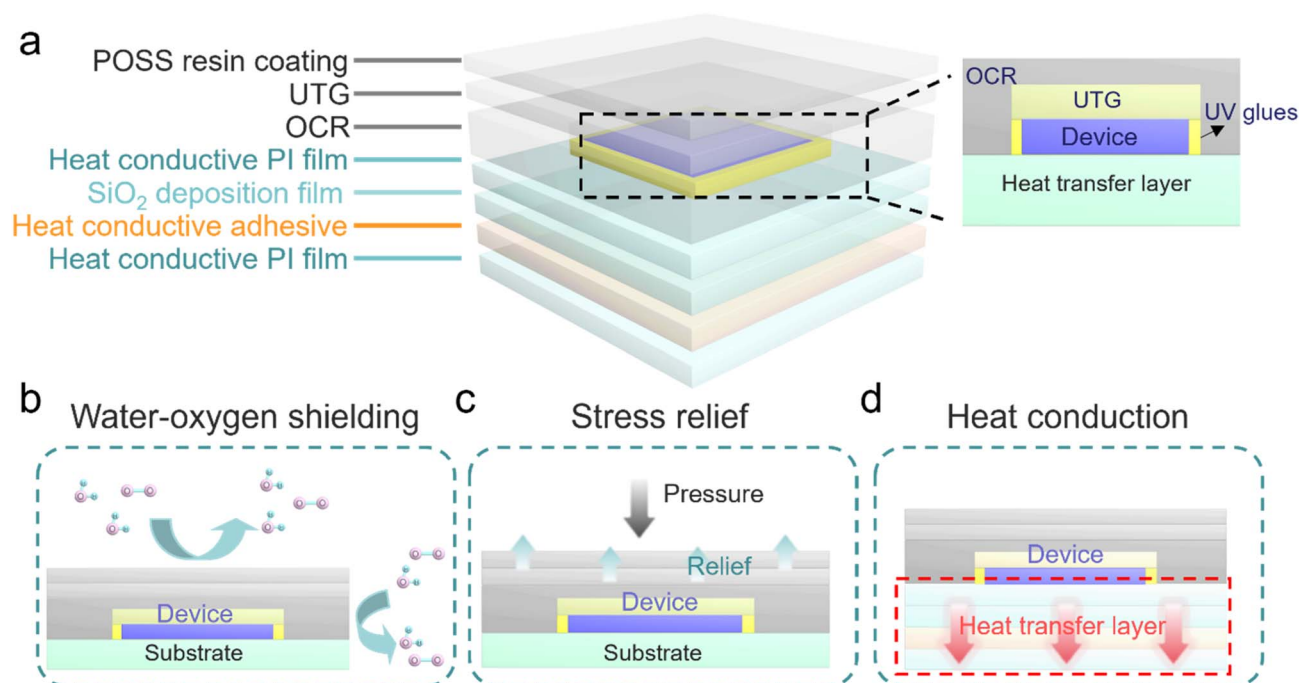 a
POSS resin coating
UTG
OCR
Heat conductive PI film
SiO₂ deposition film
Heat conductive adhesive
Heat conductive PI film
OCR
UTG
UV glues
Device
Heat transfer layer
b
Water-oxygen shielding
Device
Substrate
c
Stress relief
Pressure
Relief
Device
Substrate
d
Heat conduction
Device
Heat transfer layer